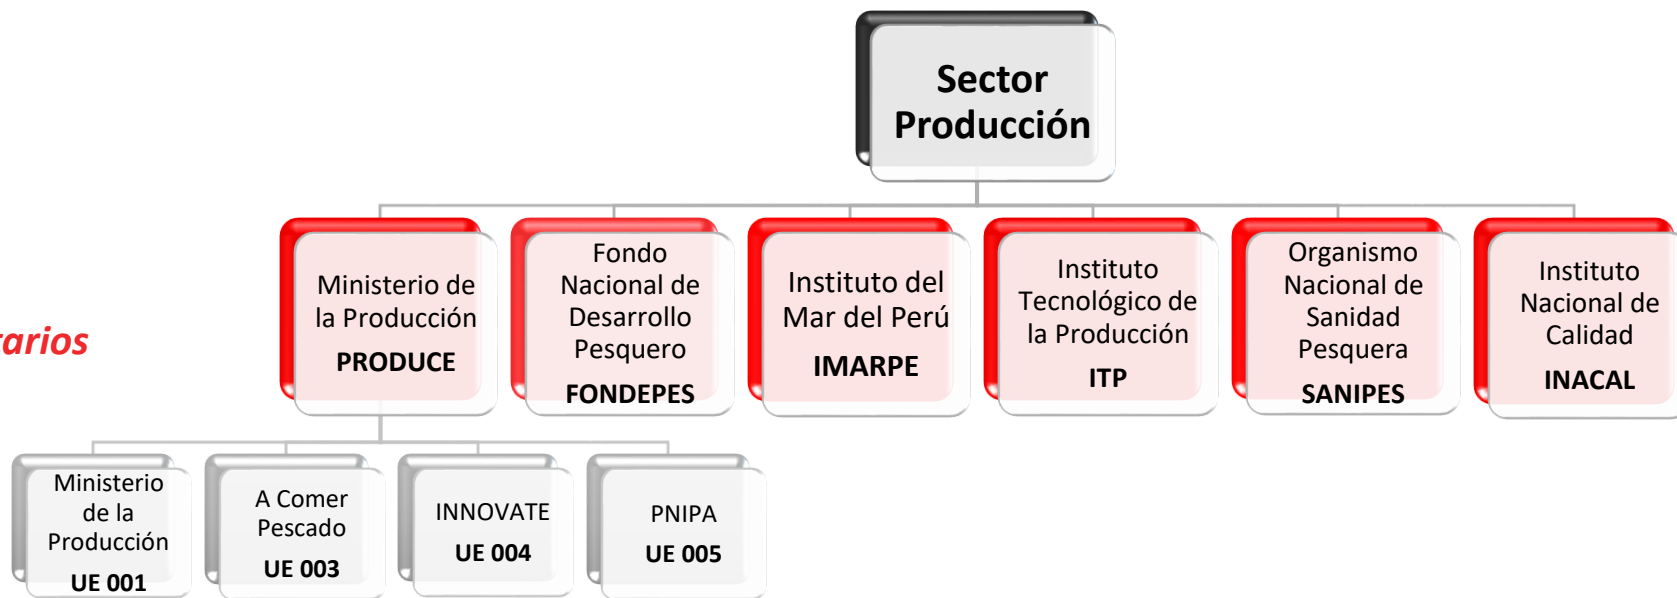 Sector
Producción
Ministerio de
la Producción
PRODUCE
Fondo
Nacional de
Desarrollo
Pesquero
FONDEPES
Instituto del
Mar del Perú
IMARPE
Instituto
Tecnológico de
la Producción
ITP
Organismo
Nacional de
Sanidad
Pesquera
SANIPES
Instituto
Nacional de
Calidad
INACAL
Ministerio
de la
Producción
UE 001
A Comer
Pescado
UE 003
INNOVATE
UE 004
PNIPA
UE 005